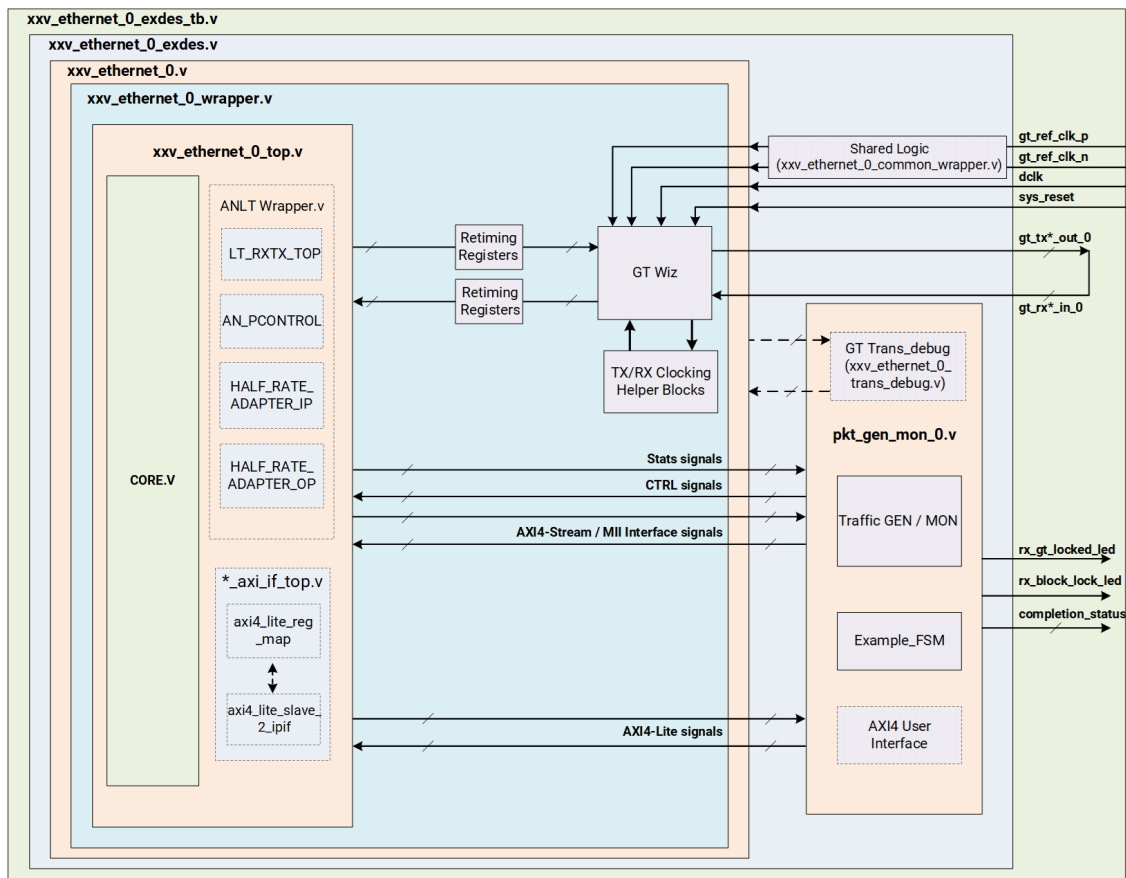 xxv_ethernet_0_exdes_tb.v
xxv_ethernet_0_exdes.v
xxv_ethernet_0.v
xxv_ethernet_0_wrapper.v
xxv_ethernet_0_top.v
CORE.V
ANLT Wrapper.v
LT_RXTX_TOP
AN_PCONTROL
HALF_RATE_
ADAPTER_IP
HALF_RATE_
ADAPTER_OP
*_axi_if_top.v
axi4_lite_reg
_map
axi4_lite_slave_
2_ipif
Retiming
Registers
Retiming
Registers
GT Wiz
TX/RX Clocking
Helper Blocks
Shared Logic
(xxv_ethernet_0_common_wrapper.v)
gt_ref_clk_p
gt_ref_clk_n
dclk
sys_reset
gt_tx*_out_0
gt_rx*_in_0
GT Trans_debug
(xxv_ethernet_0_
trans_debug.v)
pkt_gen_mon_0.v
Stats signals
CTRL signals
AXI4-Stream / MII Interface signals
AXI4-Lite signals
Traffic GEN / MON
Example_FSM
AXI4 User
Interface
rx_gt_locked_led
rx_block_lock_led
completion_status